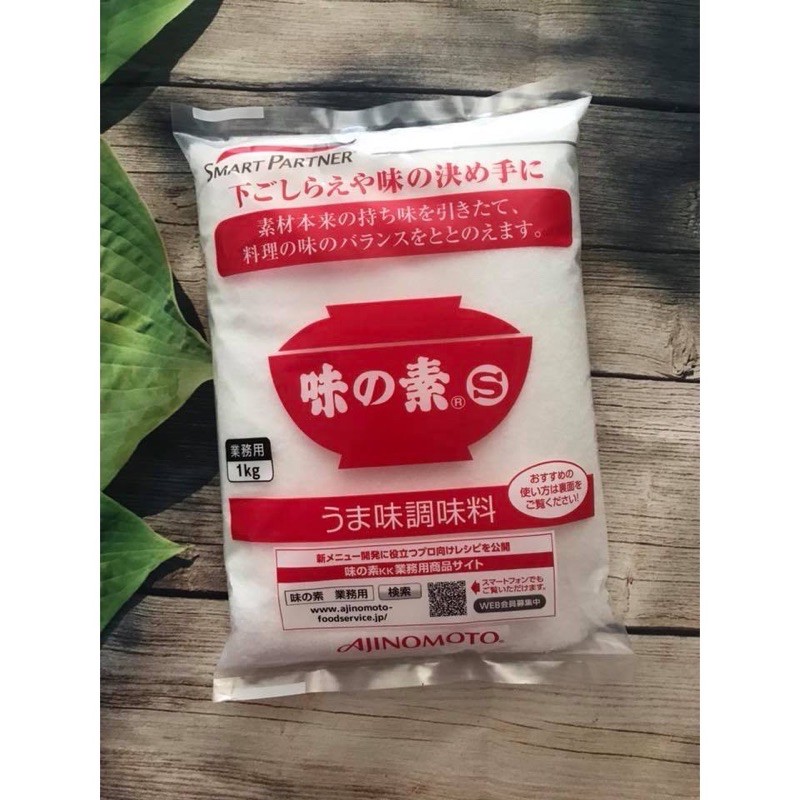 SMART PARTNER
下ごしらえや味の決め手に
素材本来の持ち味を引きたて、
料理の味のバランスをととのえます。
味の素® S
業務用
1kg
おすすめの
使い方は裏面を
ご覧ください!
うま味調味料
新メニュー開発に役立つプロ向けレシピを公開
味の素KK業務用商品サイト
味の素 業務用 検索
www.ajinomoto-
foodservice.jp/
スマートフォンでも
ご覧いただけます。
WEB会員募集中
AJINOMOTO®